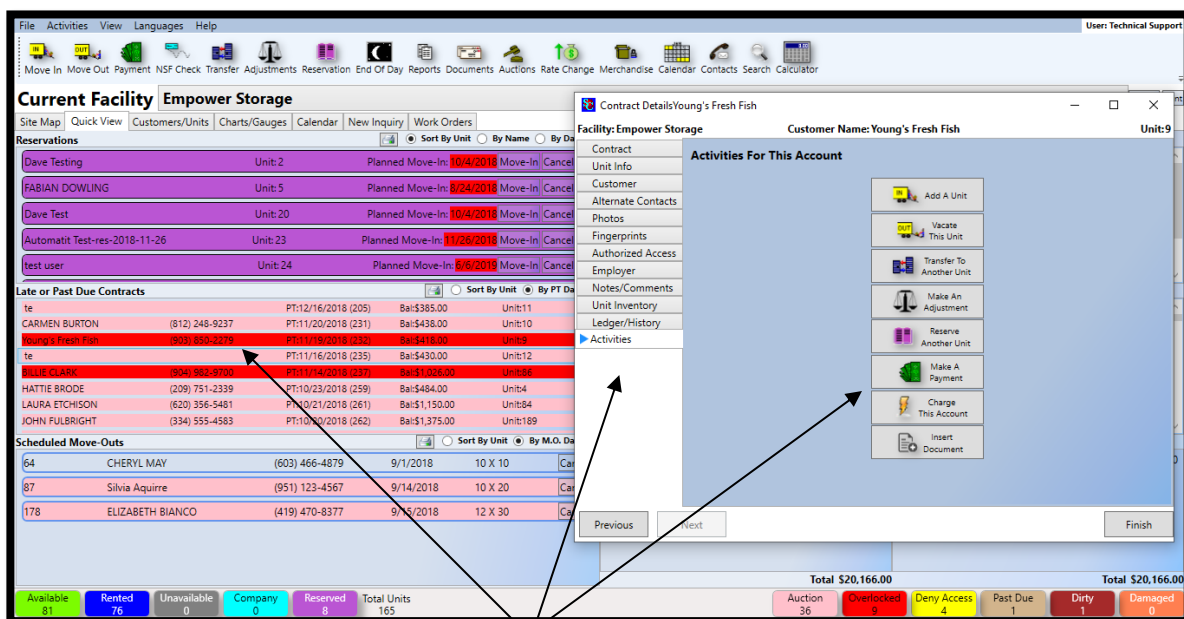 File Activities View Languages Help
User: Technical Support
Move In Move Out Payment NSF Check Transfer Adjustments Reservation End Of Day Reports Documents Auctions Rate Change Merchandise Calendar Contacts Search Calculator
Current Facility Empower Storage
Site Map Quick View Customers/Units Charts/Gauges Calendar New Inquiry Work Orders
Reservations Sort By Unit By Name By Da
Dave Testing Unit: 2 Planned Move-In: 10/4/2018 Move-In Cancel
FABIAN DOWLING Unit: 5 Planned Move-In: 8/24/2018 Move-In Cancel
Dave Test Unit: 20 Planned Move-In: 10/4/2018 Move-In Cancel
Automatit Test-res-2018-11-26 Unit: 23 Planned Move-In: 11/26/2018 Move-In Cancel
test user Unit: 24 Planned Move-In: 6/6/2019 Move-In Cancel
Late or Past Due Contracts Sort By Unit By PT Da
te PT:12/16/2018 (205) Bal:$385.00 Unit:11
CARMEN BURTON (812) 248-9237 PT:11/20/2018 (231) Bal:$438.00 Unit:10
Young's Fresh Fish (903) 850-2279 PT:11/19/2018 (232) Bal:$418.00 Unit:9
te PT:11/16/2018 (235) Bal:$430.00 Unit:12
BILLIE CLARK (904) 982-9700 PT:11/14/2018 (237) Bal:$1,026.00 Unit:86
HATTIE BRODE (209) 751-2339 PT:10/23/2018 (259) Bal:$484.00 Unit:4
LAURA ETCHISON (620) 356-5481 PT:10/21/2018 (261) Bal:$1,150.00 Unit:84
JOHN FULBRIGHT (334) 555-4583 PT:10/20/2018 (262) Bal:$1,375.00 Unit:189
Scheduled Move-Outs Sort By Unit By M.O. Da
64 CHERYL MAY (603) 466-4879 9/1/2018 10 X 10 Ca
87 Silvia Aquirre (951) 123-4567 9/14/2018 10 X 20 Ca
178 ELIZABETH BIANCO (419) 470-8377 9/15/2018 12 X 30 Ca
Contract DetailsYoung's Fresh Fish
Facility: Empower Storage Customer Name: Young's Fresh Fish Unit:9
Contract
Unit Info
Customer
Alternate Contacts
Photos
Fingerprints
Authorized Access
Employer
Notes/Comments
Unit Inventory
Ledger/History
Activities
Activities For This Account
Add A Unit
Vacate
This Unit
Transfer To
Another Unit
Make An
Adjustment
Reserve
Another Unit
Make A
Payment
Charge
This Account
Insert
Document
Previous Next Finish
Total $20,166.00 Total $20,166.00
Available Rented Unavailable Company Reserved Total Units Auction Overlocked Deny Access Past Due Dirty Damaged
81 76 0 0 8 165 36 9 4 1 1 0